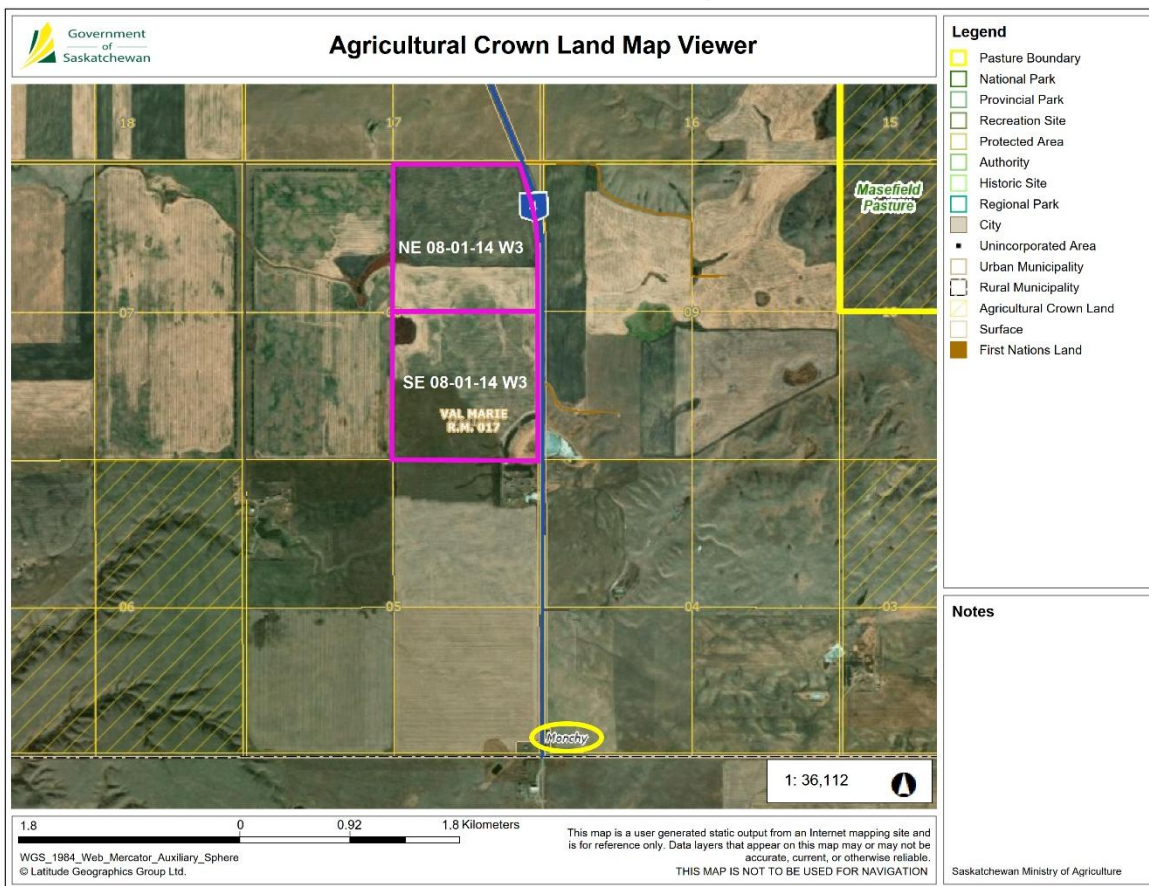 Government
of
Saskatchewan
Agricultural Crown Land Map Viewer
18
17
16
15
Masefield
Pasture
4
NE 08-01-14 W3
07
09
SE 08-01-14 W3
VAL MARIE
R.M. 017
06
05
04
03
Monchy
1: 36,112
1.8
0
0.92
1.8 Kilometers
WGS_1984_Web_Mercator_Auxiliary_Sphere
© Latitude Geographics Group Ltd.
This map is a user generated static output from an Internet mapping site and
is for reference only. Data layers that appear on this map may or may not be
accurate, current, or otherwise reliable.
THIS MAP IS NOT TO BE USED FOR NAVIGATION
Legend
Pasture Boundary
National Park
Provincial Park
Recreation Site
Protected Area
Authority
Historic Site
Regional Park
City
Unincorporated Area
Urban Municipality
Rural Municipality
Agricultural Crown Land
Surface
First Nations Land
Notes
Saskatchewan Ministry of Agriculture